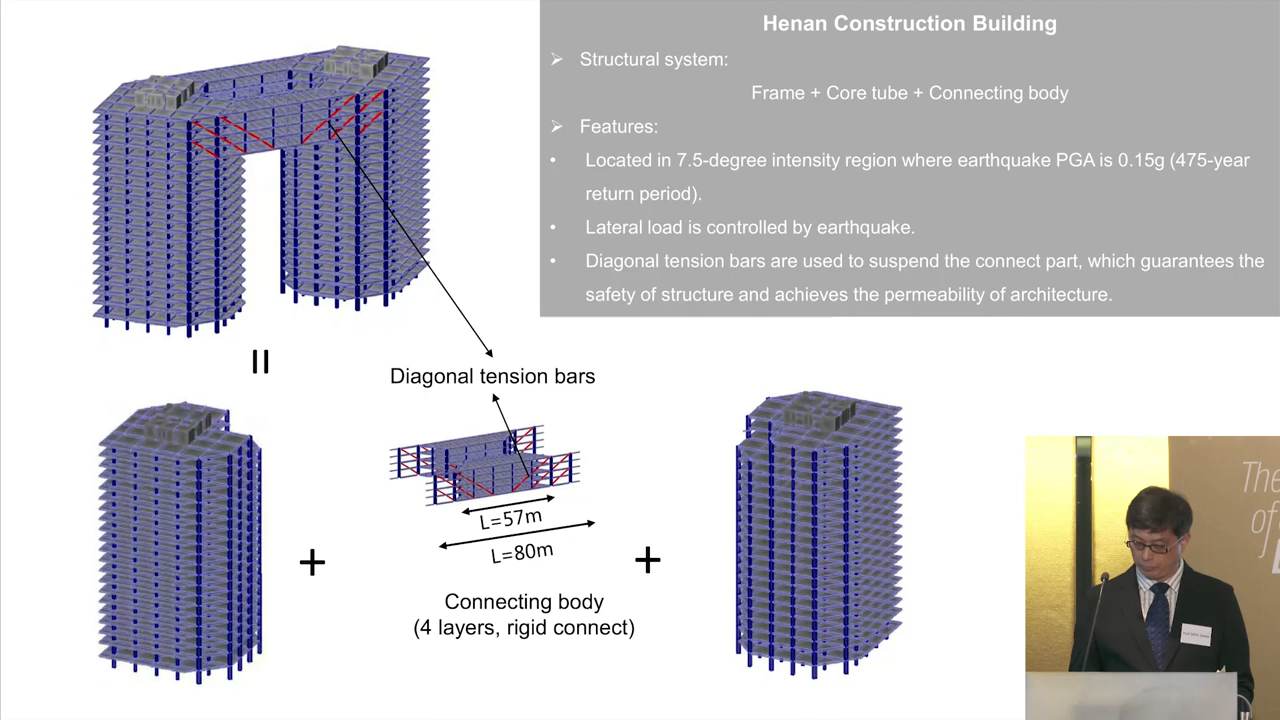 Henan Construction Building
➢ Structural system:
Frame + Core tube + Connecting body
➢ Features:
• Located in 7.5-degree intensity region where earthquake PGA is 0.15g (475-year
return period).
• Lateral load is controlled by earthquake.
• Diagonal tension bars are used to suspend the connect part, which guarantees the
safety of structure and achieves the permeability of architecture.
=
Diagonal tension bars
L=57m
L=80m
+
+
Connecting body
(4 layers, rigid connect)
The
of